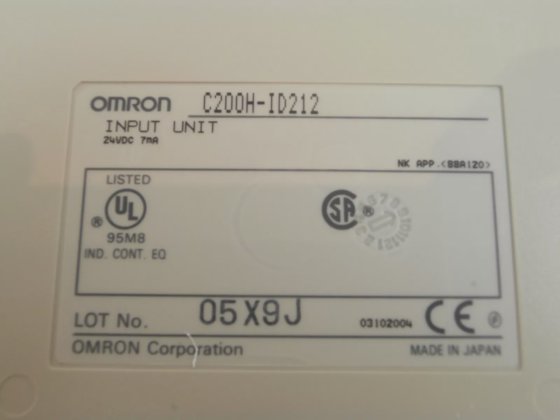 OMRON C200H-ID212
INPUT UNIT
24VDC 7mA
NK APP.<88A120>
LISTED
UL ®
95M8
IND. CONT. EQ
SA ®
LOT No. 05X9J 03102004 CE
OMRON Corporation MADE IN JAPAN